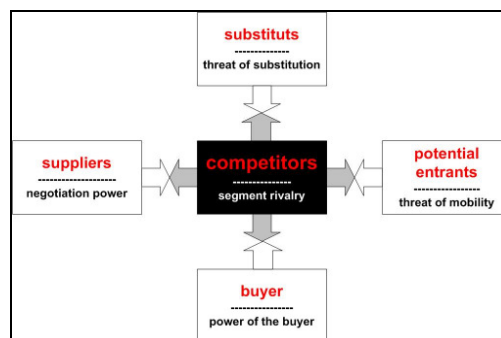 substituts
--------------
threat of substitution
suppliers
--------------------
negotiation power
competitors
---------------
segment rivalry
potential
entrants
-----------------
threat of mobility
buyer
----------------
power of the buyer